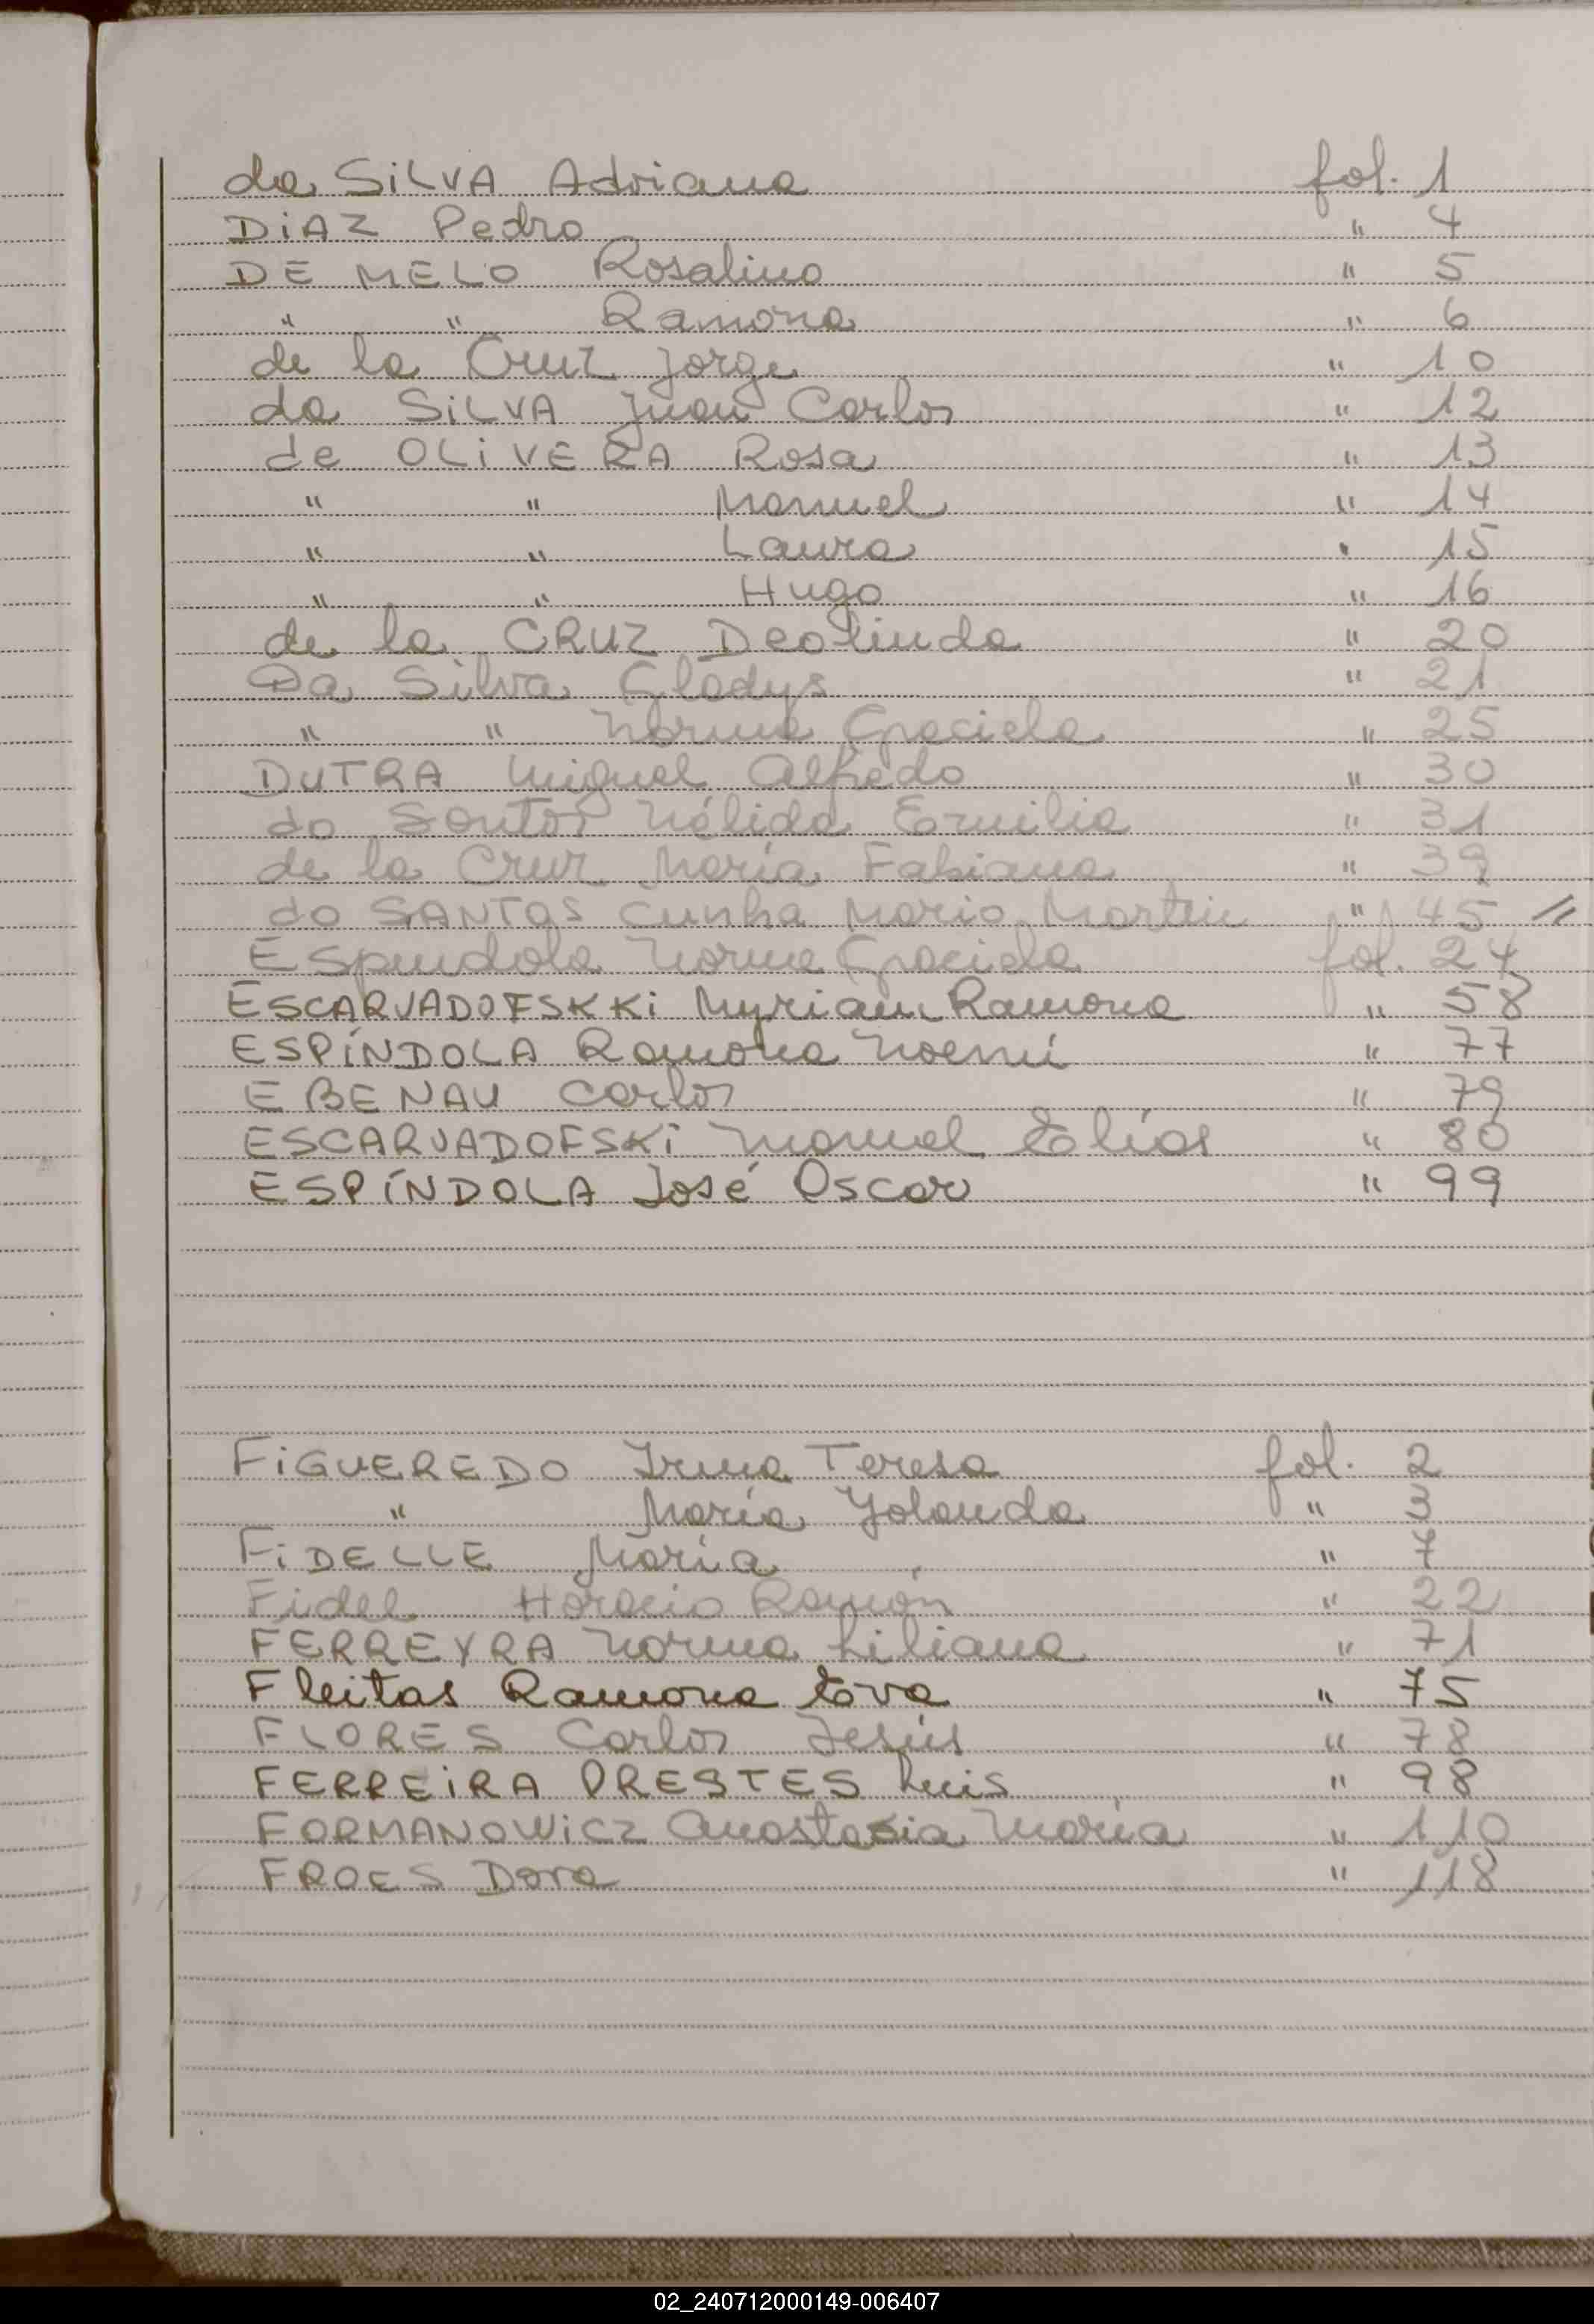 da SiLVA Adriana fol. 1
DiAZ Pedro " 4
DE MELO Rosalino " 5
" " Ramona " 6
de la Cruz Jorge " 10
da SiLVA Juan Carlos " 12
de OLiVERA Rosa " 13
" " Manuel " 14
" " Laura " 15
" " Hugo " 16
de la CRUZ Deolinda " 20
Da Silva Gladys " 21
" " Norma Graciela " 25
DUTRA Miguel Alfredo " 30
do Santos Nélida Ermilia " 31
de la Cruz María Fabiana " 39
do SANTOS Cunha Mario Martin " 45 //
Espindola Norma Graciela fol. 24
ESCARVADOFSKKi Myriam Ramona " 58
ESPÍNDOLA Ramona Noemí " 77
EBENAU Carlos " 79
ESCARVADOFSKi Manuel Elías " 80
ESPÍNDOLA José Oscar " 99
FiGUEREDO Irma Teresa fol. 2
" María Yolanda " 3
FiDELLE María " 7
Fidel Horacio Ramón " 22
FERREYRA Norma Liliana " 71
Fleitas Ramona Eva " 75
FLORES Carlos Jesús " 78
FERREiRA PRESTES Luis " 98
FORMANOWiCZ Anastasia María " 110
FROES Dora " 118
02_240712000149-006407